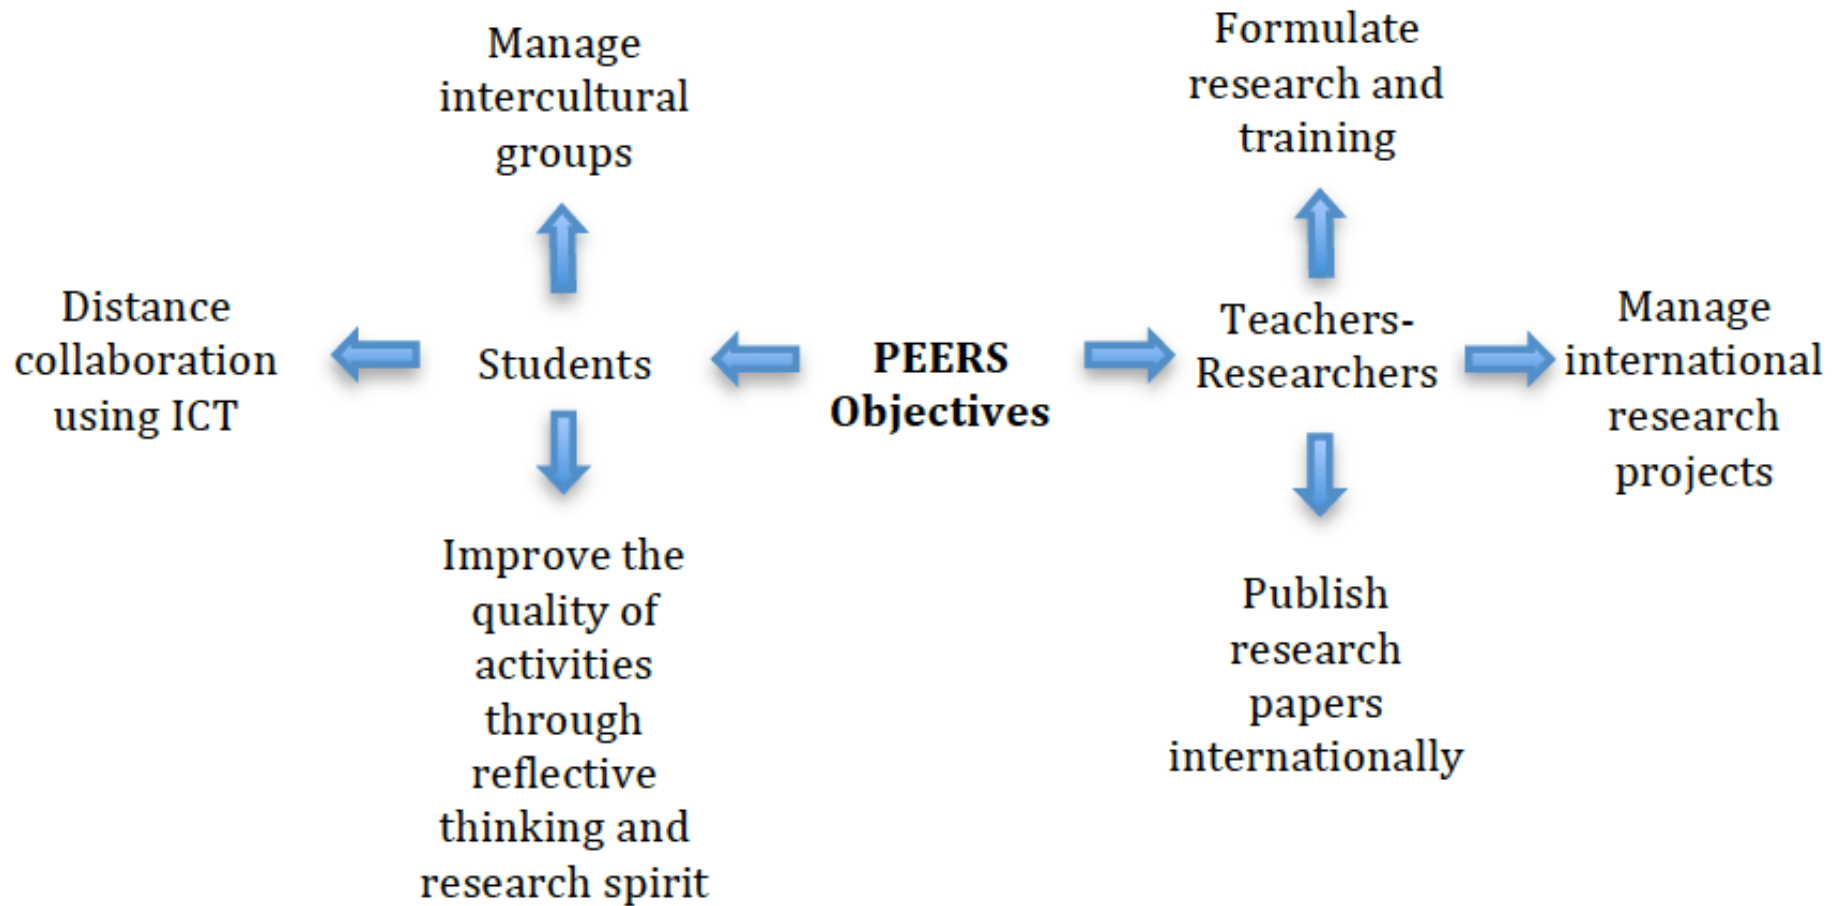 Manage
intercultural
groups
Formulate
research and
training
Distance
collaboration
using ICT
Students
PEERS
Objectives
Teachers-
Researchers
Manage
international
research
projects
Improve the
quality of
activities
through
reflective
thinking and
research spirit
Publish
research
papers
internationally